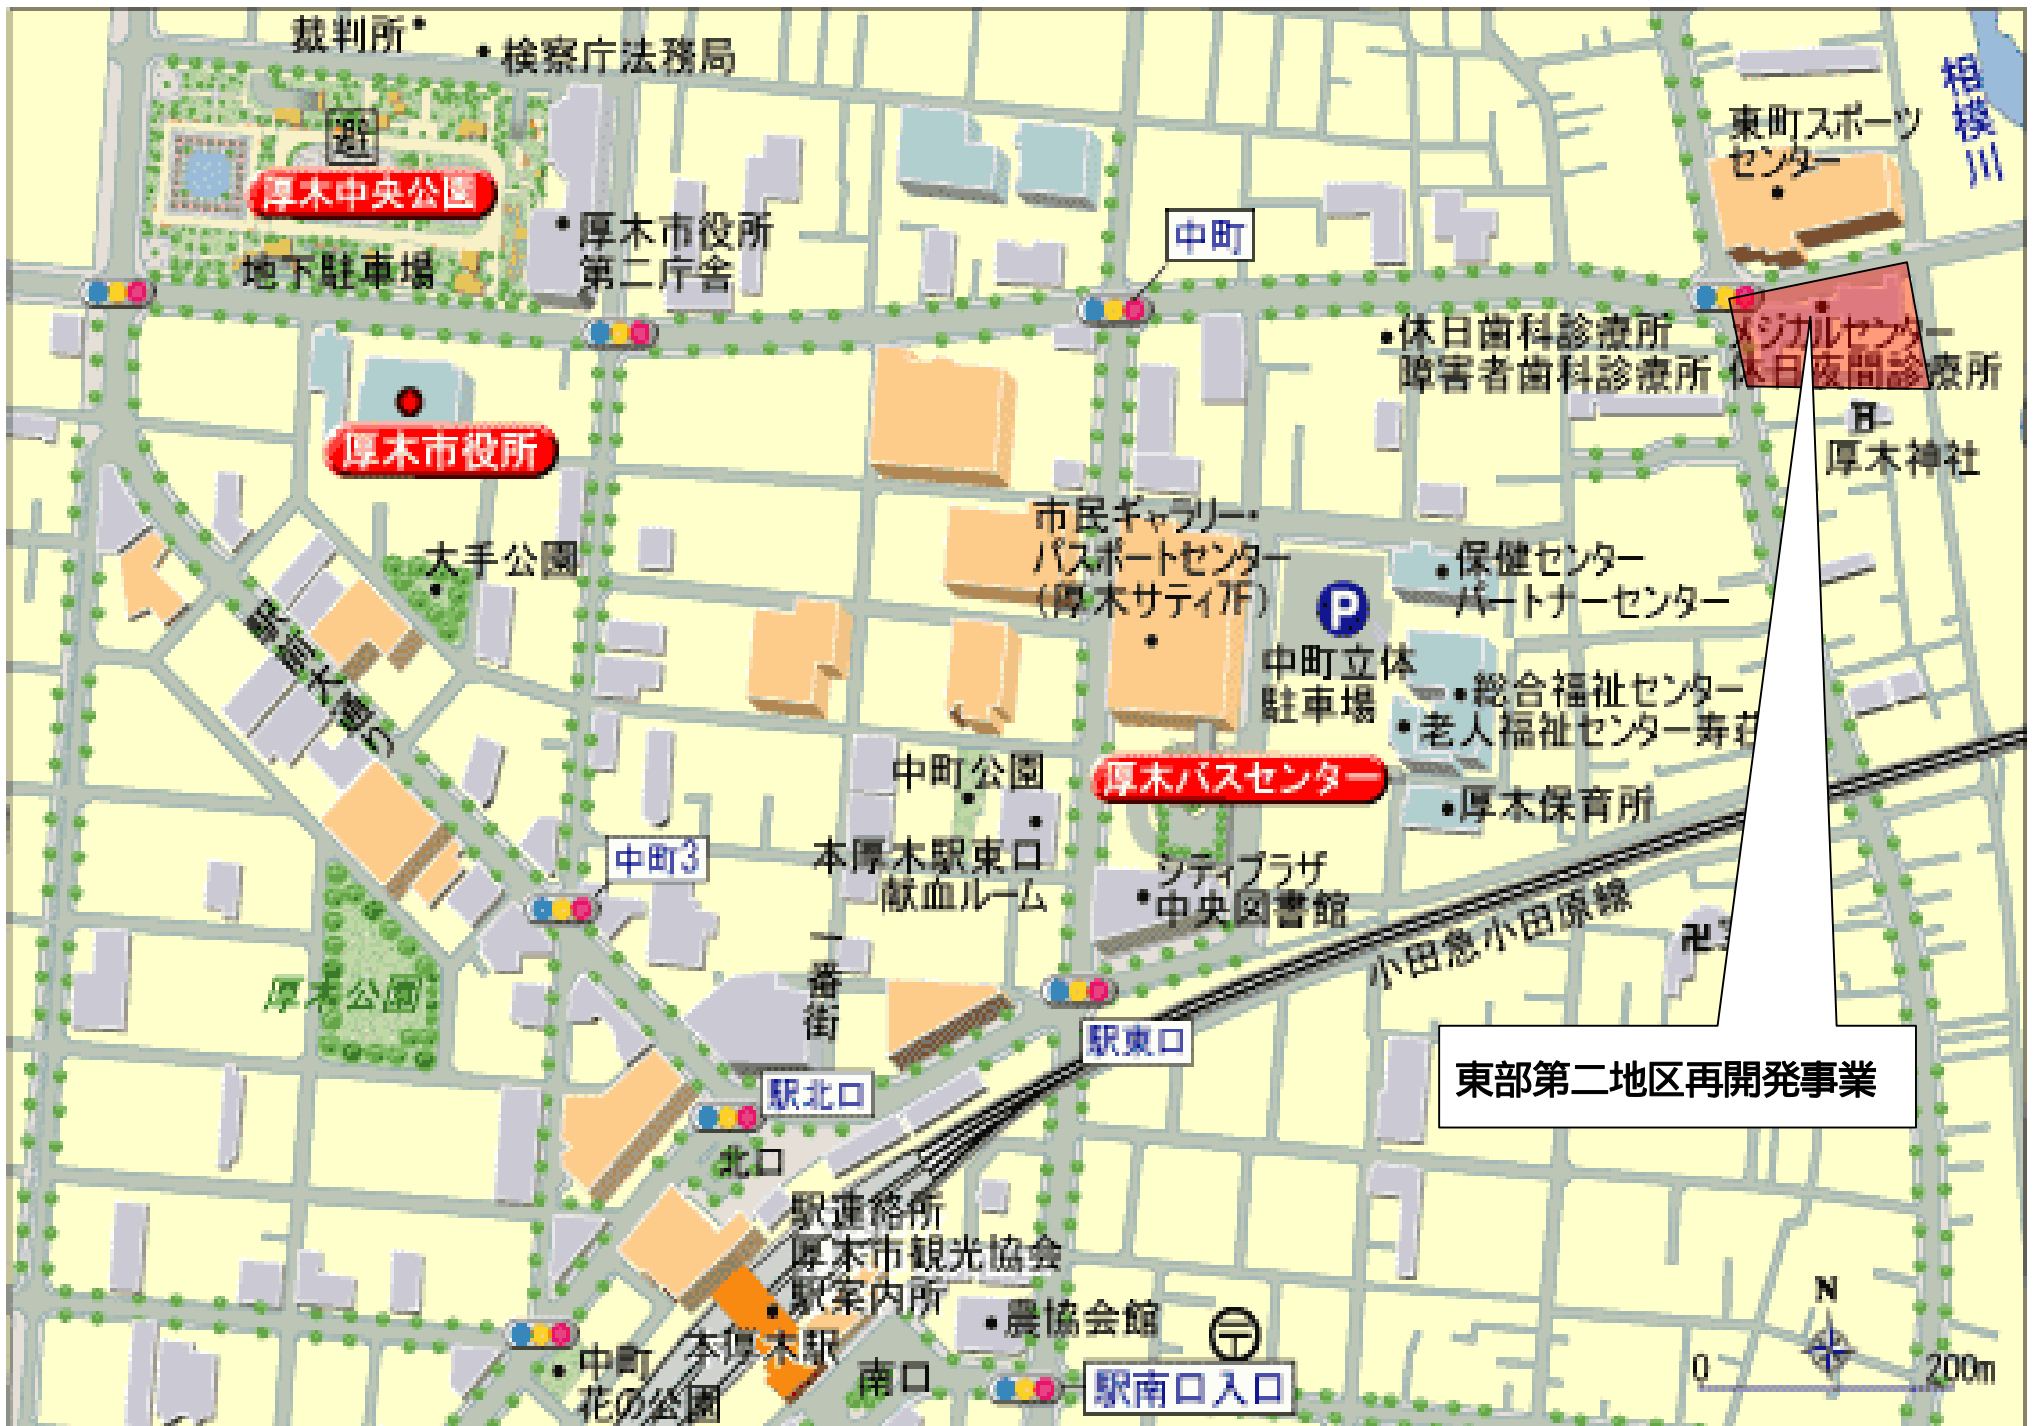 裁判所
検察庁法務局
相模川
東町スポーツ
センター
避
厚木中央公園
厚木市役所
第二庁舎
中町
地下駐車場
休日歯科診療所
障害者歯科診療所
メジカルセンター
休日夜間診療所
厚木市役所
厚木神社
市民ギャラリー・
パスポートセンター
(厚木サティ7F)
大手公園
保健センター
パートナーセンター
P
駅前大通り
中町立体
駐車場
総合福祉センター
老人福祉センター寿荘
中町公園
厚木バスセンター
厚木保育所
中町3
本厚木駅東口
献血ルーム
シティプラザ
中央図書館
小田急小田原線
卍
一番街
厚木公園
駅東口
東部第二地区再開発事業
駅北口
北口
駅連絡所
厚木市観光協会
駅案内所
農協会館
本厚木駅
中町
花の公園
南口
〒
駅南口入口
N
0
200m